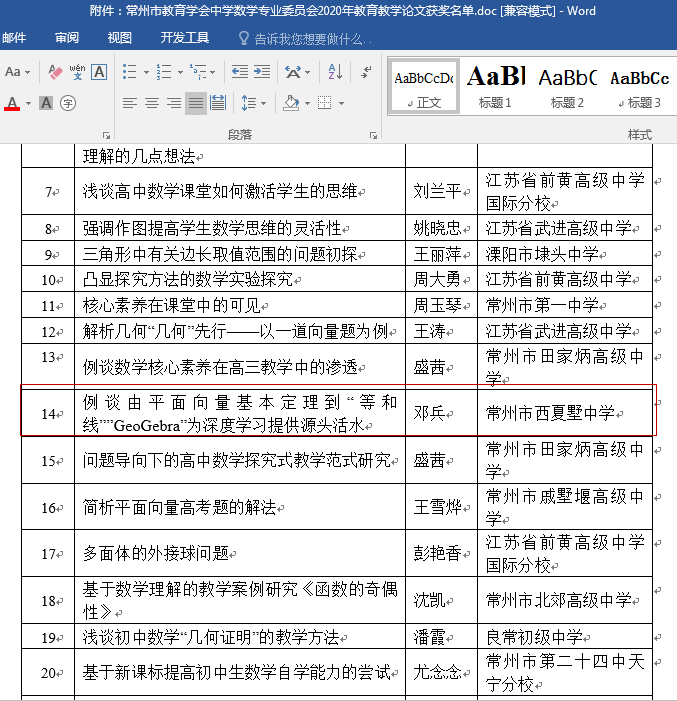 附件：常州市教育学会中学数学专业委员会2020年教育教学论文获奖名单.doc [兼容模式] - Word
邮件 审阅 视图 开发工具 告诉我您想要做什么...
Aa wén A
A A 字
AaBbCcDc AaBl AaBbC AaBbCc
正文 标题 1 标题 2 标题 3
段落 样式
理解的几点想法
7 浅谈高中数学课堂如何激活学生的思维 刘兰平 江苏省前黄高级中学
国际分校
8 强调作图提高学生数学思维的灵活性 姚晓忠 江苏省武进高级中学
9 三角形中有关边长取值范围的问题初探 王丽萍 溧阳市埭头中学
10 凸显探究方法的数学实验探究 周大勇 江苏省前黄高级中学
11 核心素养在课堂中的可见 周玉琴 常州市第一中学
12 解析几何“几何”先行——以一道向量题为例 王涛 江苏省武进高级中学
13 例谈数学核心素养在高三教学中的渗透 盛茜 常州市田家炳高级中
学
14 例谈由平面向量基本定理到“等和
线””GeoGebra”为深度学习提供源头活水 邓兵 常州市西夏墅中学
15 问题导向下的高中数学探究式教学范式研究 盛茜 常州市田家炳高级中
学
16 简析平面向量高考题的解法 王雪烨 常州市戚墅堰高级中
学
17 多面体的外接球问题 彭艳香 江苏省前黄高级中学
国际分校
18 基于数学理解的教学案例研究《函数的奇偶
性》 沈凯 常州市北郊高级中学
19 浅谈初中数学“几何证明”的教学方法 潘霞 良常初级中学
20 基于新课标提高初中生数学自学能力的尝试 尤念念 常州市第二十四中天
宁分校